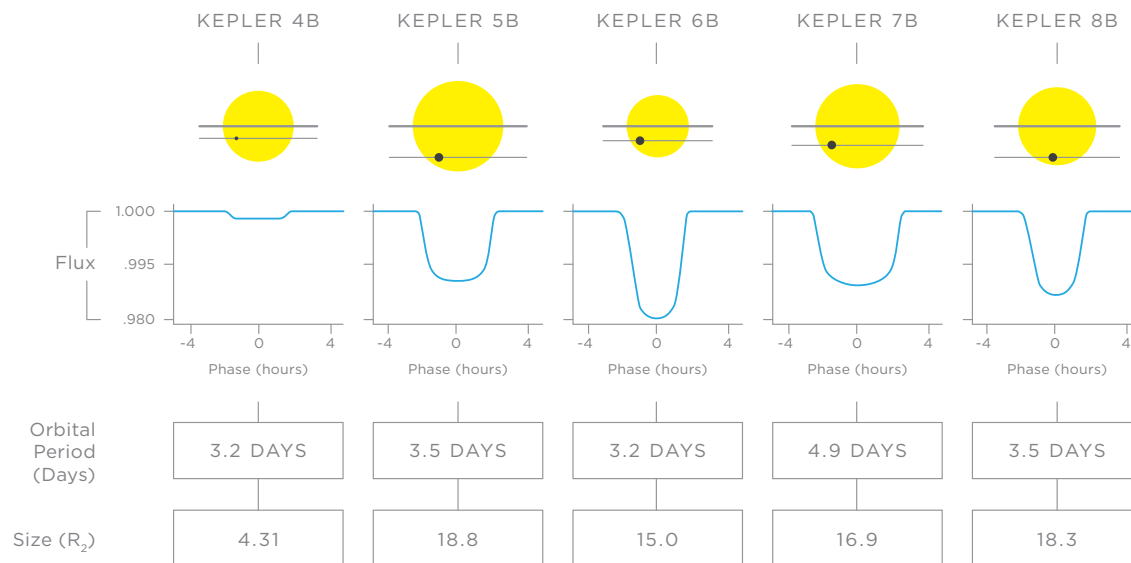 KEPLER 4B KEPLER 5B KEPLER 6B KEPLER 7B KEPLER 8B
1.000
Flux .995
.980
-4 0 4 -4 0 4 -4 0 4 -4 0 4 -4 0 4
Phase (hours) Phase (hours) Phase (hours) Phase (hours) Phase (hours)
Orbital
Period
(Days)
3.2 DAYS 3.5 DAYS 3.2 DAYS 4.9 DAYS 3.5 DAYS
Size (R₂) 4.31 18.8 15.0 16.9 18.3